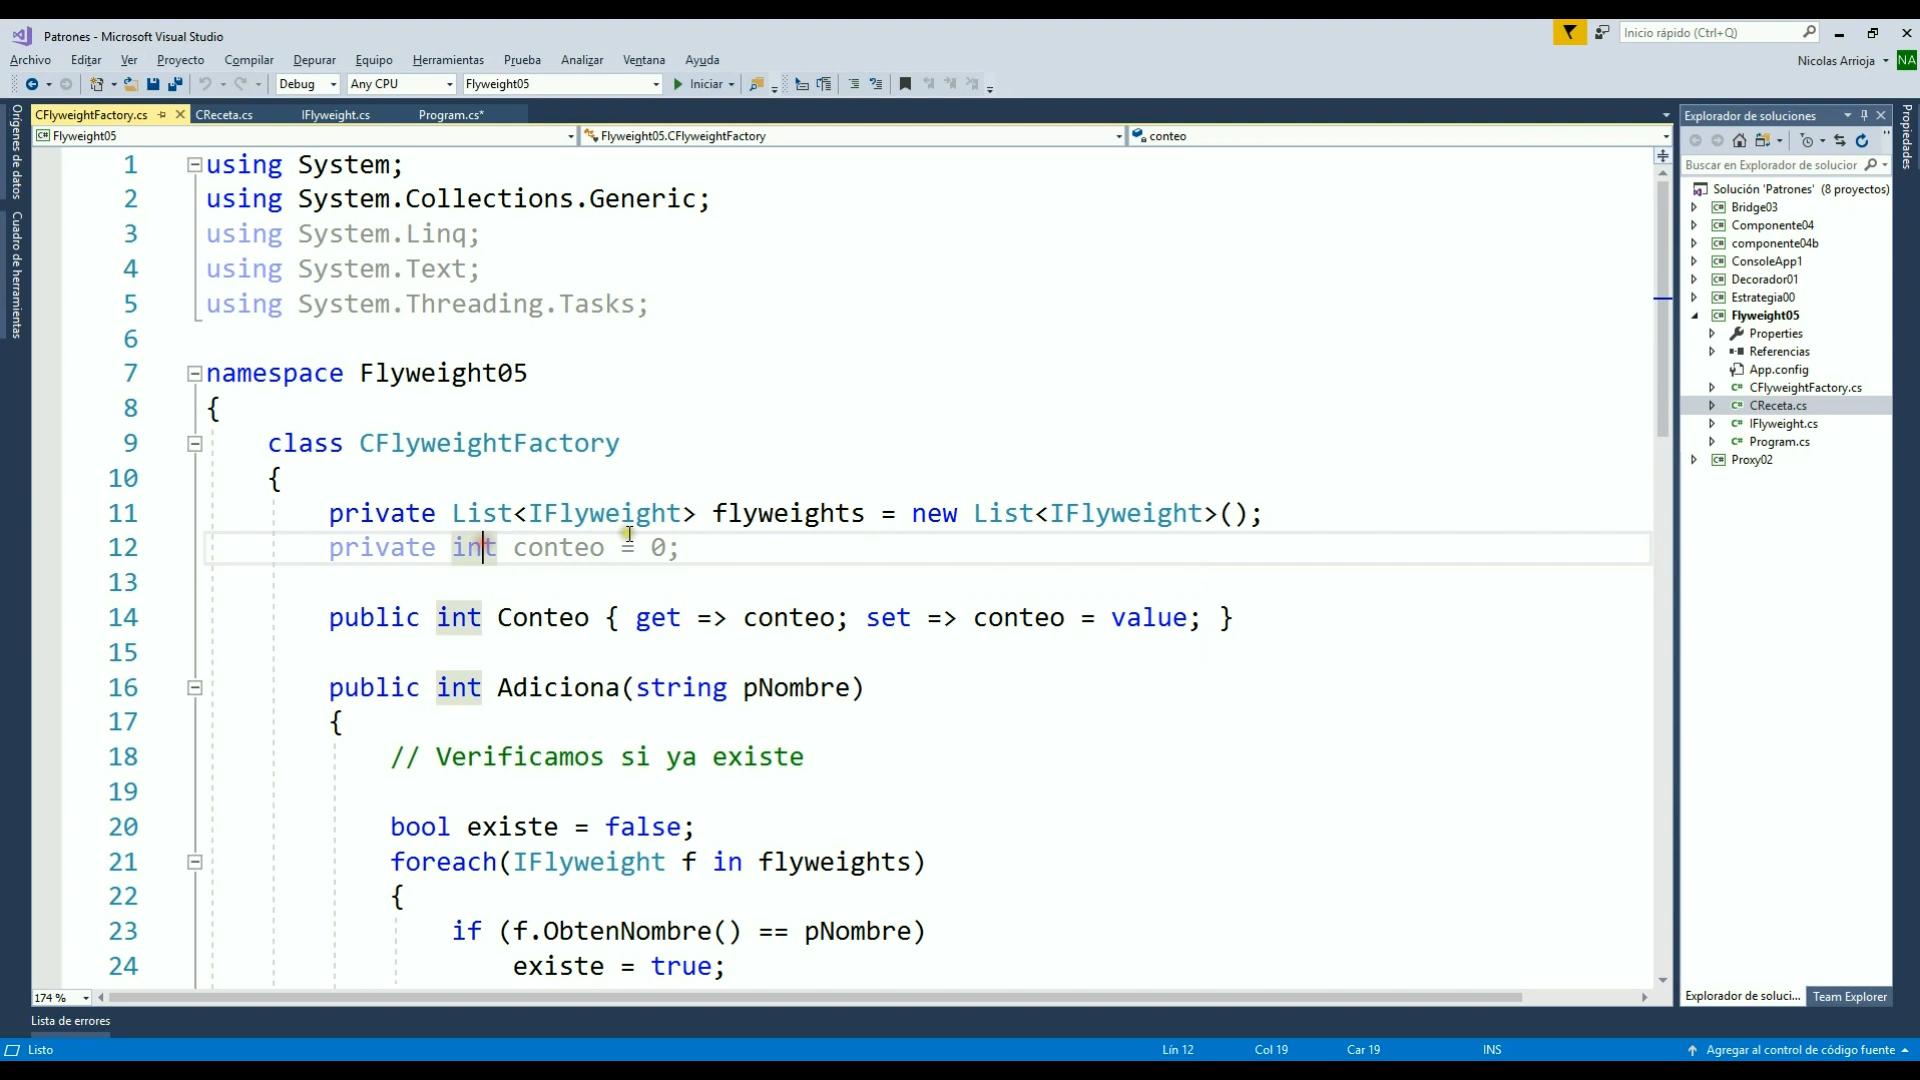 Patrones - Microsoft Visual Studio
Inicio rápido (Ctrl+Q)
Archivo Editar Ver Proyecto Compilar Depurar Equipo Herramientas Prueba Analizar Ventana Ayuda
Nicolas Arrioja NA
Debug Any CPU Flyweight05 Iniciar
CFlyweightFactory.cs CReceta.cs IFlyweight.cs Program.cs*
Flyweight05 Flyweight05.CFlyweightFactory conteo
Orígenes de datos
Cuadro de herramientas
1 using System;
2 using System.Collections.Generic;
3 using System.Linq;
4 using System.Text;
5 using System.Threading.Tasks;
6
7 namespace Flyweight05
8 {
9 class CFlyweightFactory
10 {
11 private List<IFlyweight> flyweights = new List<IFlyweight>();
12 private int conteo = 0;
13
14 public int Conteo { get => conteo; set => conteo = value; }
15
16 public int Adiciona(string pNombre)
17 {
18 // Verificamos si ya existe
19
20 bool existe = false;
21 foreach(IFlyweight f in flyweights)
22 {
23 if (f.ObtenNombre() == pNombre)
24 existe = true;
174 %
Explorador de soluciones
Buscar en Explorador de solucior
Solución 'Patrones' (8 proyectos)
Bridge03
Componente04
componente04b
ConsoleApp1
Decorador01
Estrategia00
Flyweight05
Properties
Referencias
App.config
CFlyweightFactory.cs
CReceta.cs
IFlyweight.cs
Program.cs
Proxy02
Explorador de soluci... Team Explorer
Propiedades
Lista de errores
Listo Lín 12 Col 19 Car 19 INS Agregar al control de código fuente